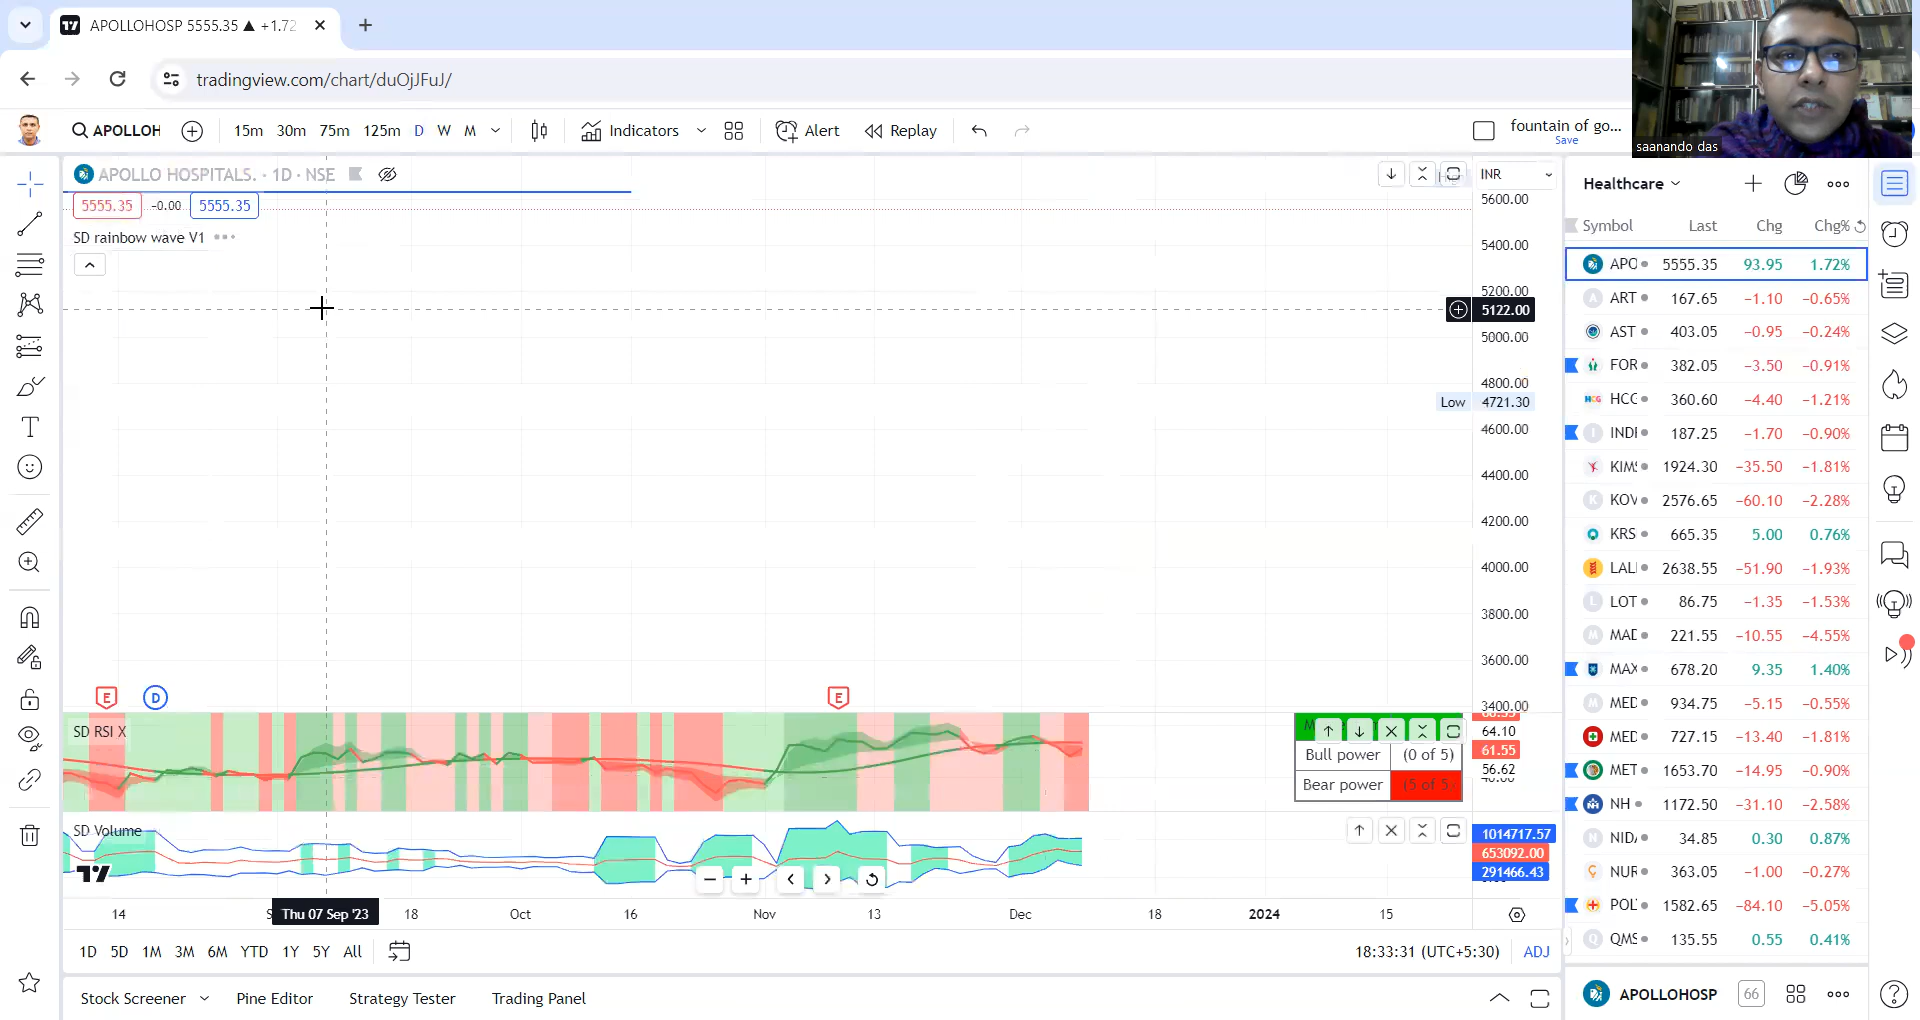 APOLLOHOSP 5555.35 ▲ +1.72
tradingview.com/chart/duOjJFuJ/
APOLLOH
15m 30m 75m 125m D W M
Indicators
Alert
Replay
fountain of go...
Save
saanando das
APOLLO HOSPITALS. · 1D · NSE
5555.35 −0.00 5555.35
SD rainbow wave V1
INR
5600.00
5400.00
5200.00
5122.00
5000.00
4800.00
Low 4721.30
4600.00
4400.00
4200.00
4000.00
3800.00
3600.00
3400.00
E D E
SD RSI X
Bull power (0 of 5)
Bear power (5 of 5)
64.10
61.55
56.62
SD Volume
1014717.57
653092.00
291466.43
14 Thu 07 Sep '23 18 Oct 16 Nov 13 Dec 18 2024 15
1D 5D 1M 3M 6M YTD 1Y 5Y All
18:33:31 (UTC+5:30) ADJ
Stock Screener Pine Editor Strategy Tester Trading Panel
Healthcare
Symbol Last Chg Chg%
APO 5555.35 93.95 1.72%
ART 167.65 −1.10 −0.65%
AST 403.05 −0.95 −0.24%
FOR 382.05 −3.50 −0.91%
HCG 360.60 −4.40 −1.21%
INDI 187.25 −1.70 −0.90%
KIMS 1924.30 −35.50 −1.81%
KOV 2576.65 −60.10 −2.28%
KRS 665.35 5.00 0.76%
LAL 2638.55 −51.90 −1.93%
LOT 86.75 −1.35 −1.53%
MAD 221.55 −10.55 −4.55%
MAX 678.20 9.35 1.40%
MED 934.75 −5.15 −0.55%
MED 727.15 −13.40 −1.81%
MET 1653.70 −14.95 −0.90%
NH 1172.50 −31.10 −2.58%
NID 34.85 0.30 0.87%
NUR 363.05 −1.00 −0.27%
POL 1582.65 −84.10 −5.05%
QMS 135.55 0.55 0.41%
APOLLOHOSP 66